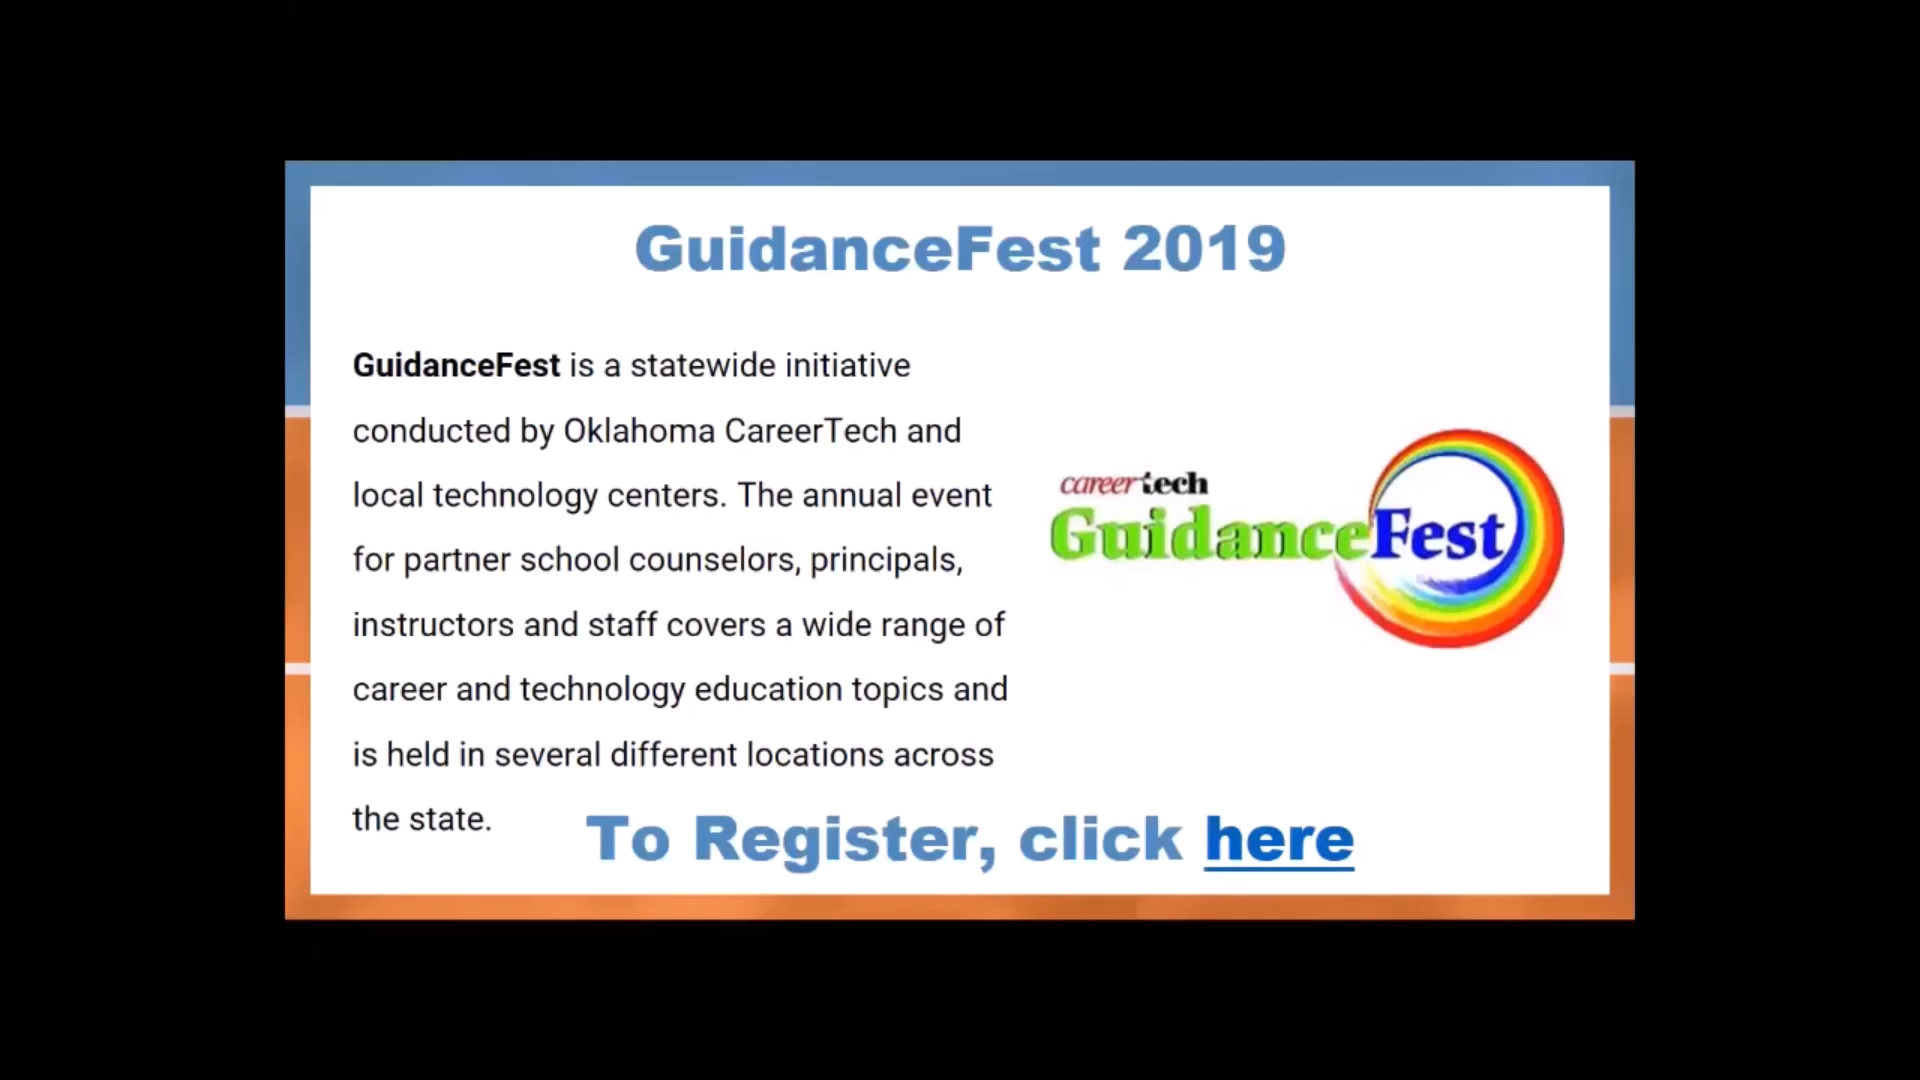 GuidanceFest 2019
GuidanceFest is a statewide initiative
conducted by Oklahoma CareerTech and
local technology centers. The annual event
for partner school counselors, principals,
instructors and staff covers a wide range of
career and technology education topics and
is held in several different locations across
the state.
careertech
GuidanceFest
To Register, click here